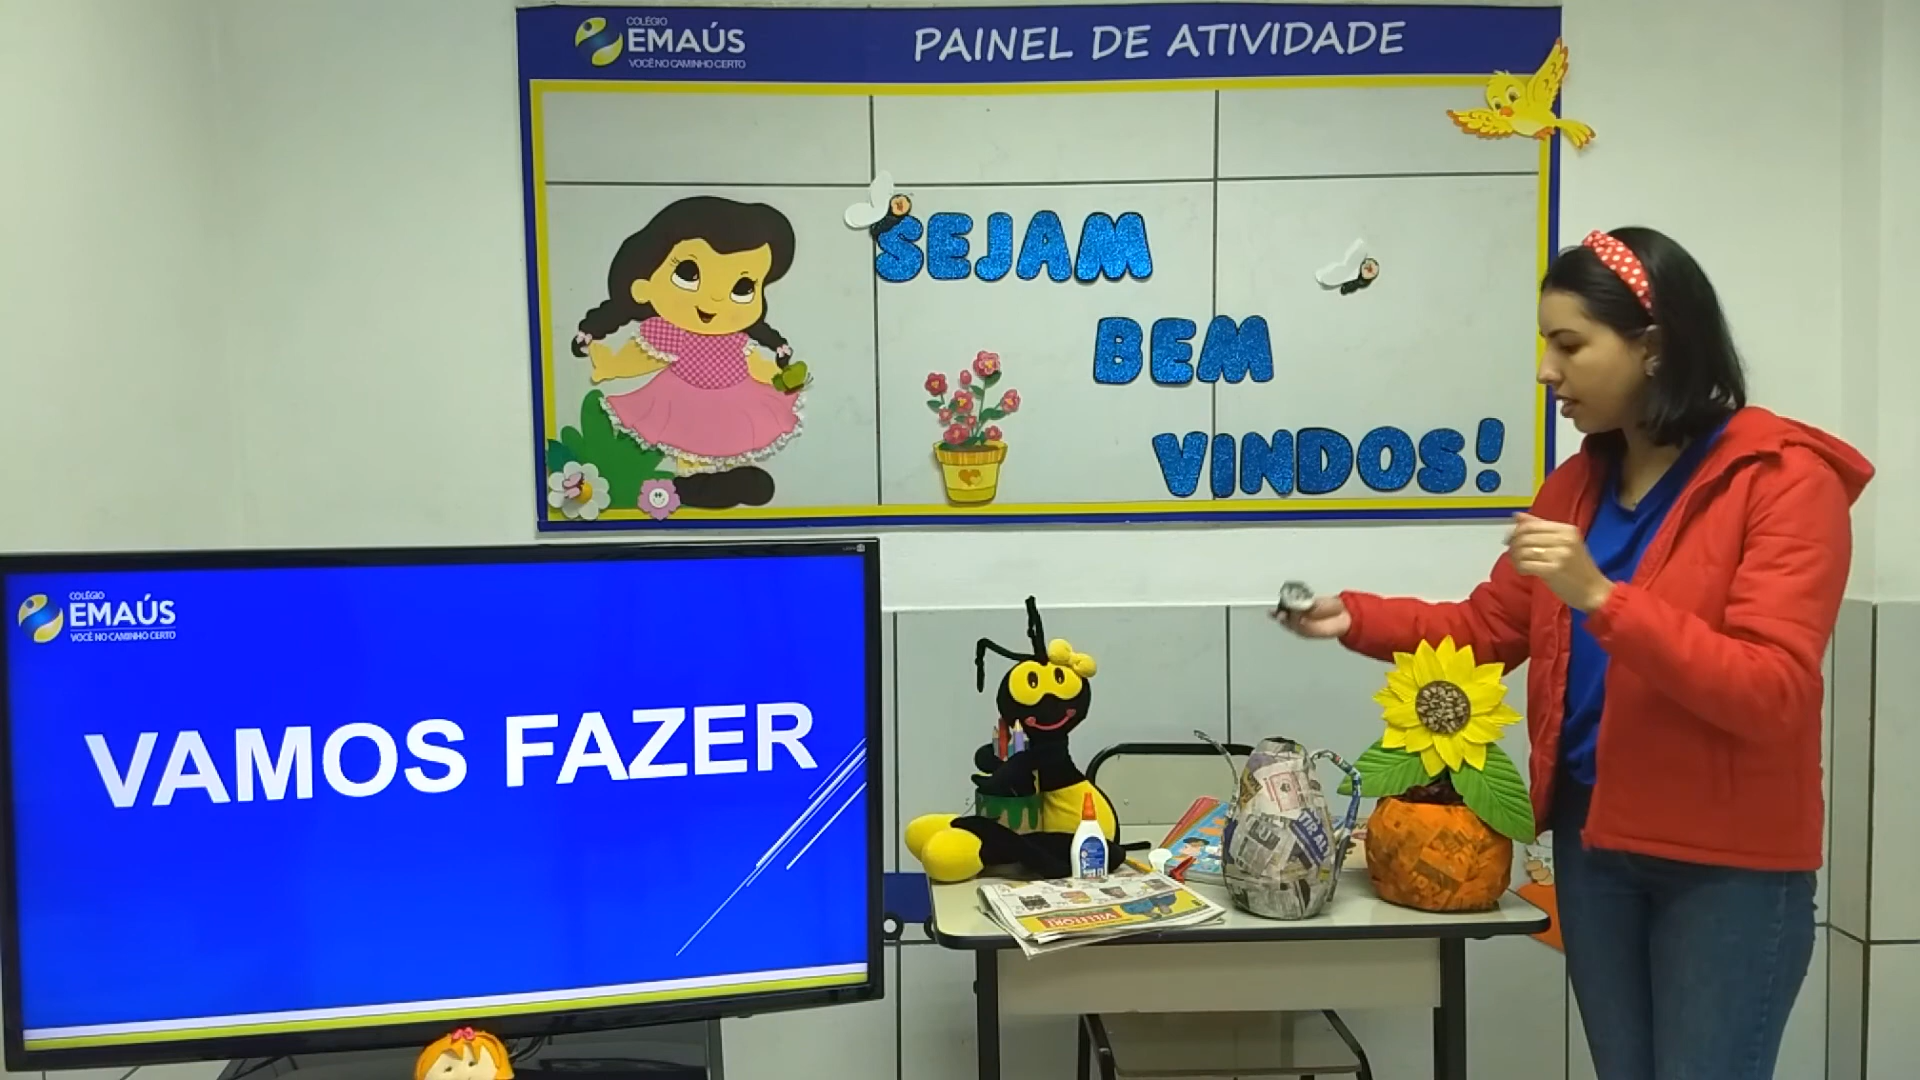 COLÉGIO
EMAÚS
VOCÊ NO CAMINHO CERTO
PAINEL DE ATIVIDADE
SEJAM
BEM
VINDOS!
COLÉGIO
EMAÚS
VOCÊ NO CAMINHO CERTO
VAMOS FAZER